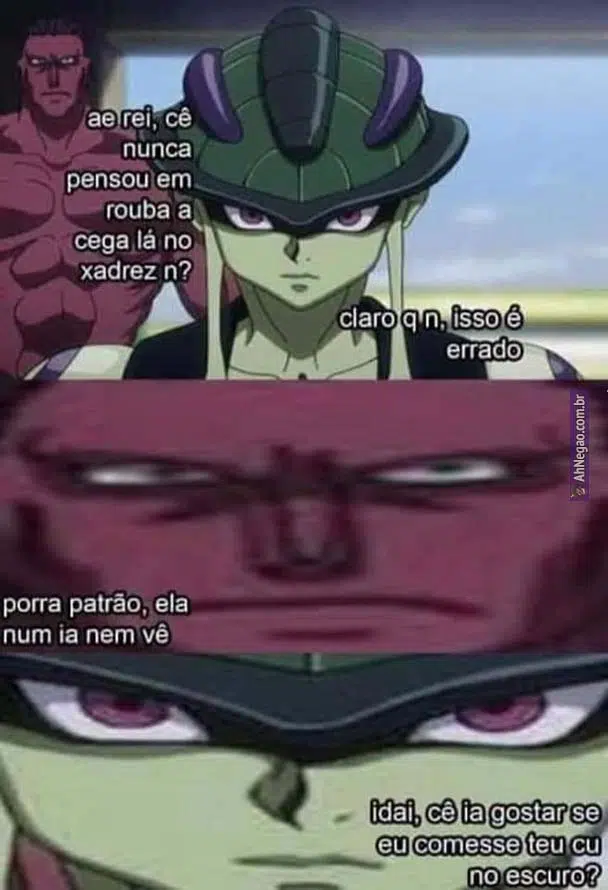 ae rei, cê
nunca
pensou em
rouba a
cega lá no
xadrez n?
claro q n, isso é
errado
AhNegao.com.br
porra patrão, ela
num ia nem vê
idai, cê ia gostar se
eu comesse teu cu
no escuro?